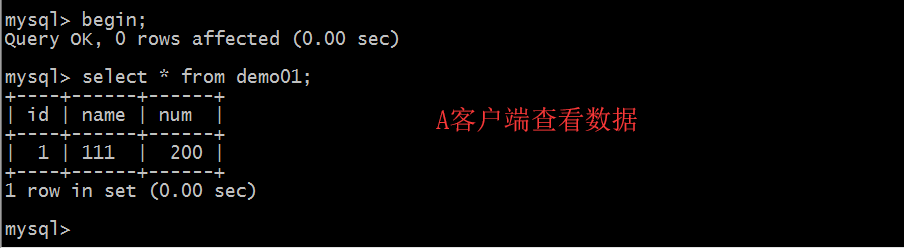 mysql> begin;
Query OK, 0 rows affected (0.00 sec)
mysql> select * from demo01;
+----+------+------+
| id | name | num  |
+----+------+------+
|  1 | 111  |  200 |
+----+------+------+
1 row in set (0.00 sec)
mysql>
A客户端查看数据